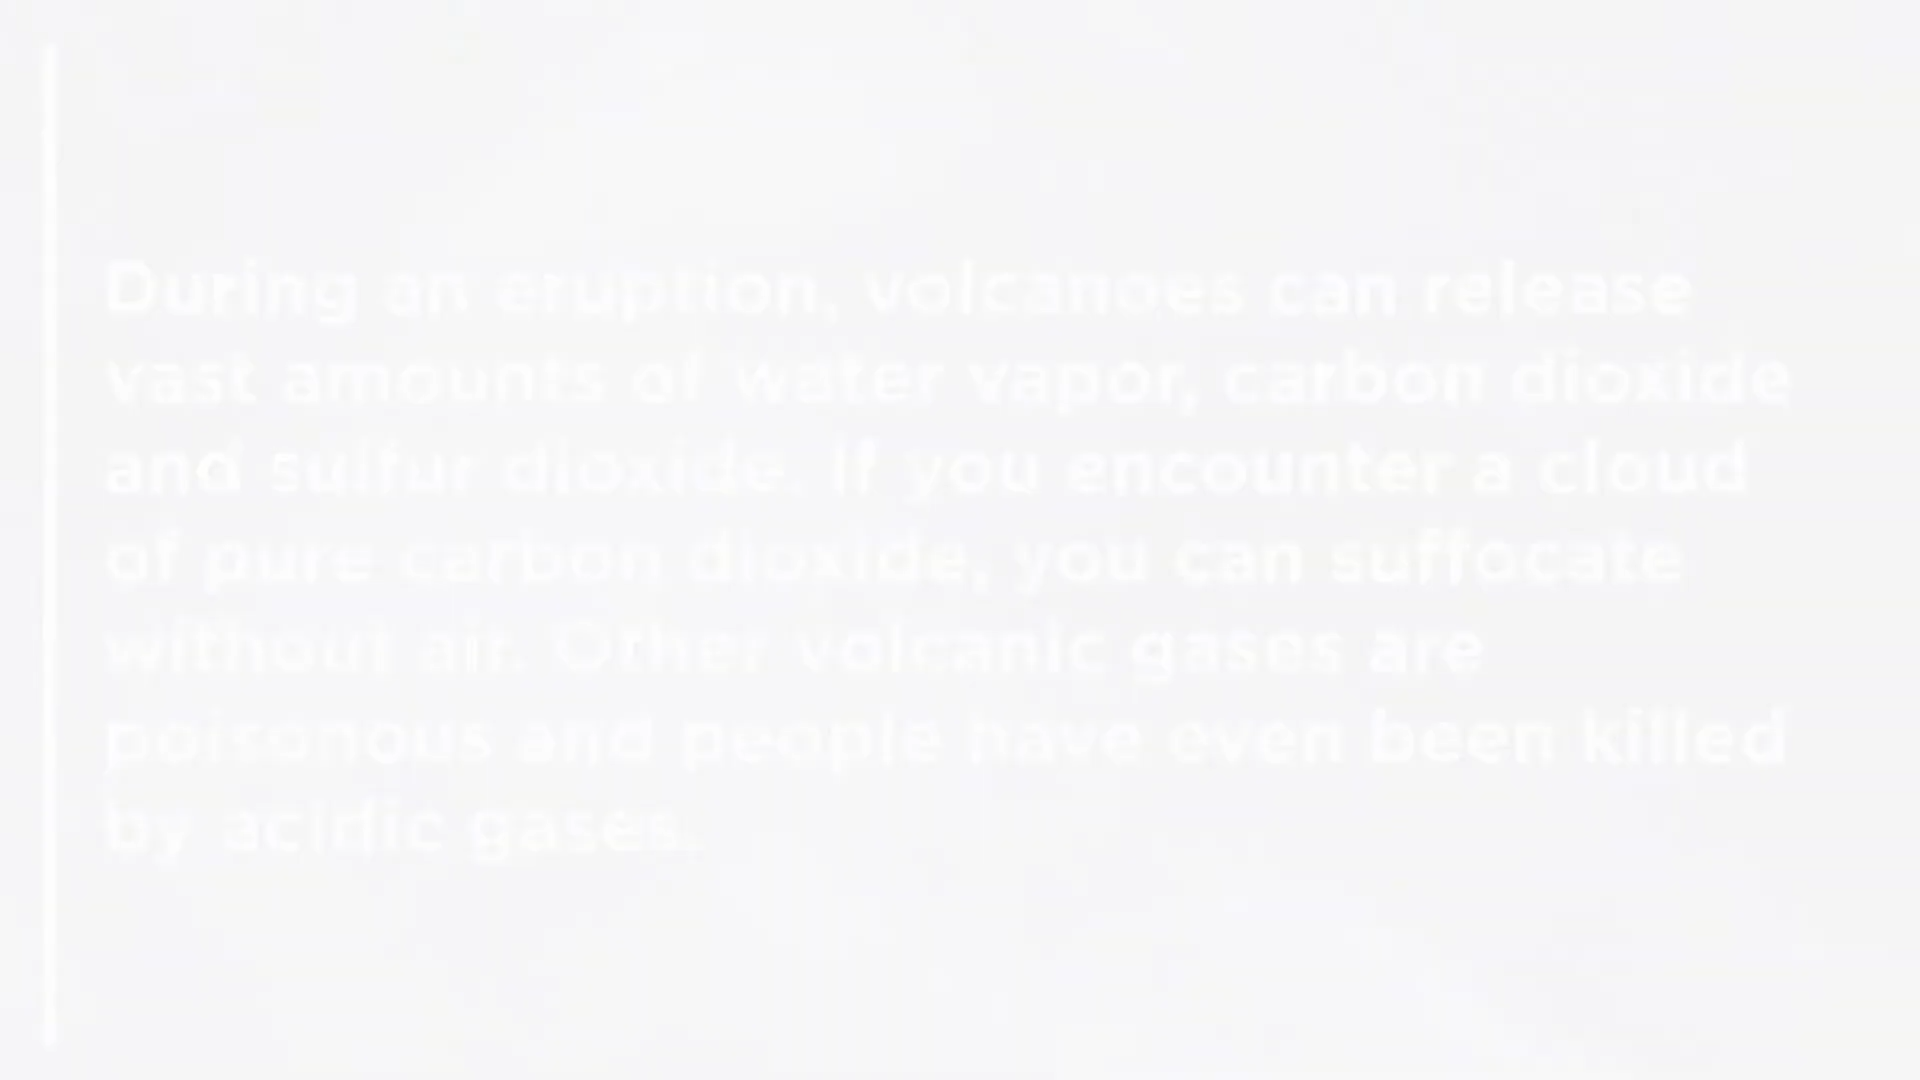 During an eruption, volcanoes can release
vast amounts of water vapor, carbon dioxide
and sulfur dioxide. If you encounter a cloud
of pure carbon dioxide, you can suffocate
without air. Other volcanic gases are
poisonous and people have even been killed
by acidic gases.